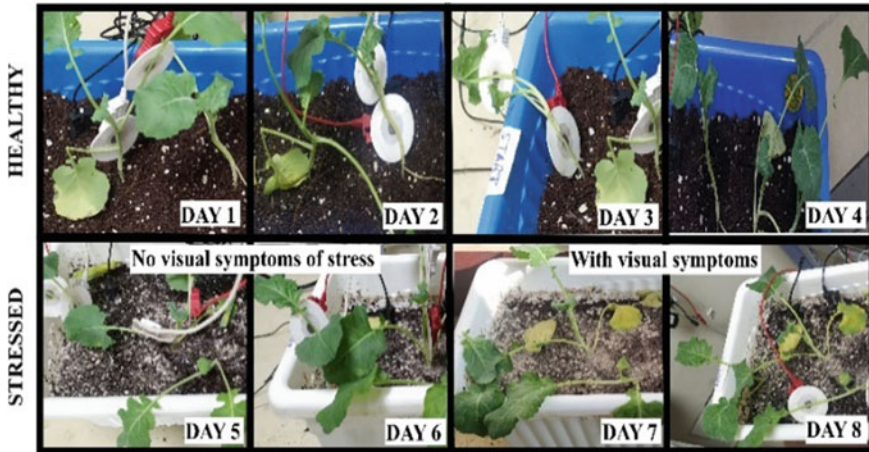 HEALTHY
DAY 1
DAY 2
START
DAY 3
DAY 4
STRESSED
No visual symptoms of stress
With visual symptoms
DAY 5
DAY 6
DAY 7
DAY 8